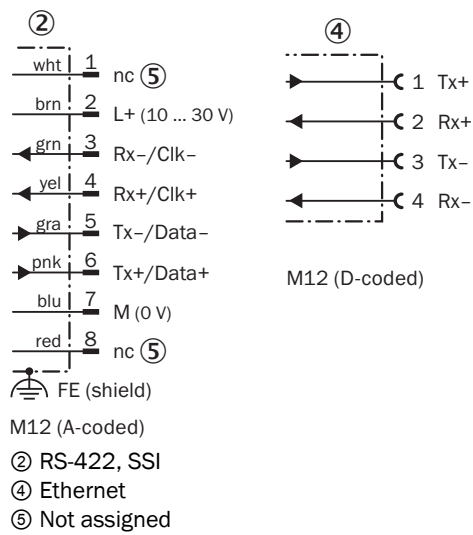 ②
wht 1 nc ⑤
brn 2 L+ (10 ... 30 V)
grn 3 Rx–/Clk–
yel 4 Rx+/Clk+
gra 5 Tx–/Data–
pnk 6 Tx+/Data+
blu 7 M (0 V)
red 8 nc ⑤
FE (shield)
M12 (A-coded)
④
1 Tx+
2 Rx+
3 Tx–
4 Rx–
M12 (D-coded)
② RS-422, SSI
④ Ethernet
⑤ Not assigned